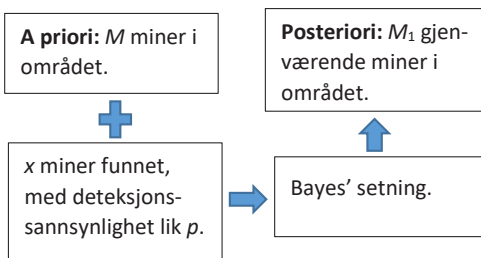 A priori: M miner i
området.
x miner funnet,
med deteksjons-
sannsynlighet lik p.
Bayes' setning.
Posteriori: M₁ gjen-
værende miner i
området.